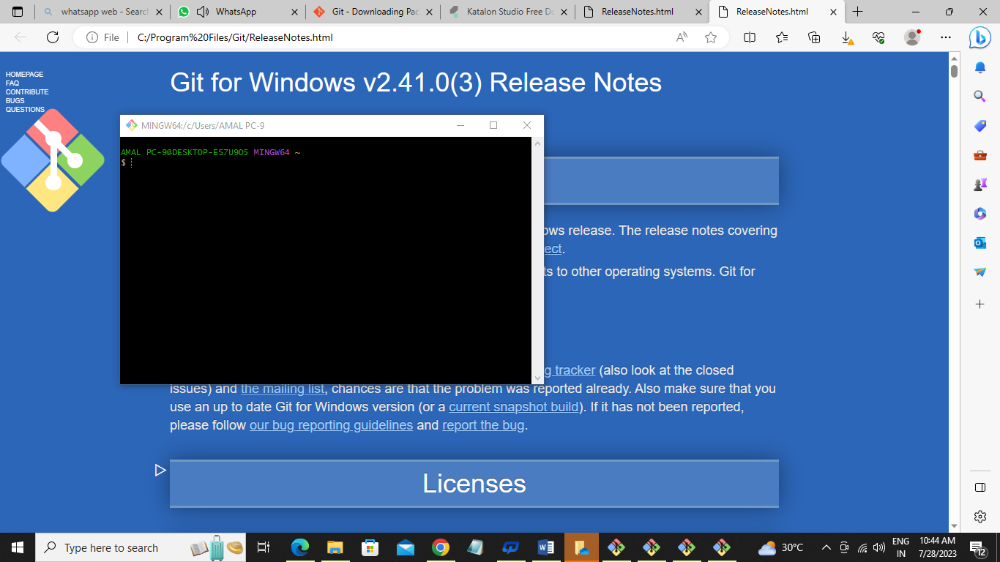 whatsapp web - Searc
WhatsApp
Git - Downloading Pac
Katalon Studio Free Do
ReleaseNotes.html
ReleaseNotes.html
File
C:/Program%20Files/Git/ReleaseNotes.html
HOMEPAGE
FAQ
CONTRIBUTE
BUGS
QUESTIONS
Git for Windows v2.41.0(3) Release Notes
MINGW64:/c/Users/AMAL PC-9
AMAL PC-9@DESKTOP-ES7U9O5 MINGW64 ~
$
ows release. The release notes covering
ect.
ts to other operating systems. Git for
g tracker (also look at the closed
issues) and the mailing list, chances are that the problem was reported already. Also make sure that you
use an up to date Git for Windows version (or a current snapshot build). If it has not been reported,
please follow our bug reporting guidelines and report the bug.
Licenses
Type here to search
30°C
ENG
IN
10:44 AM
7/28/2023
12